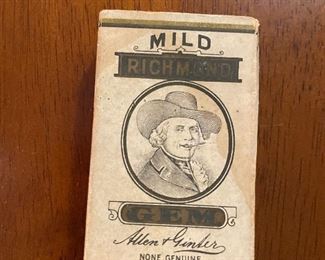 MILD
RICHMOND
GEM
Allen & Ginter
NONE GENUINE